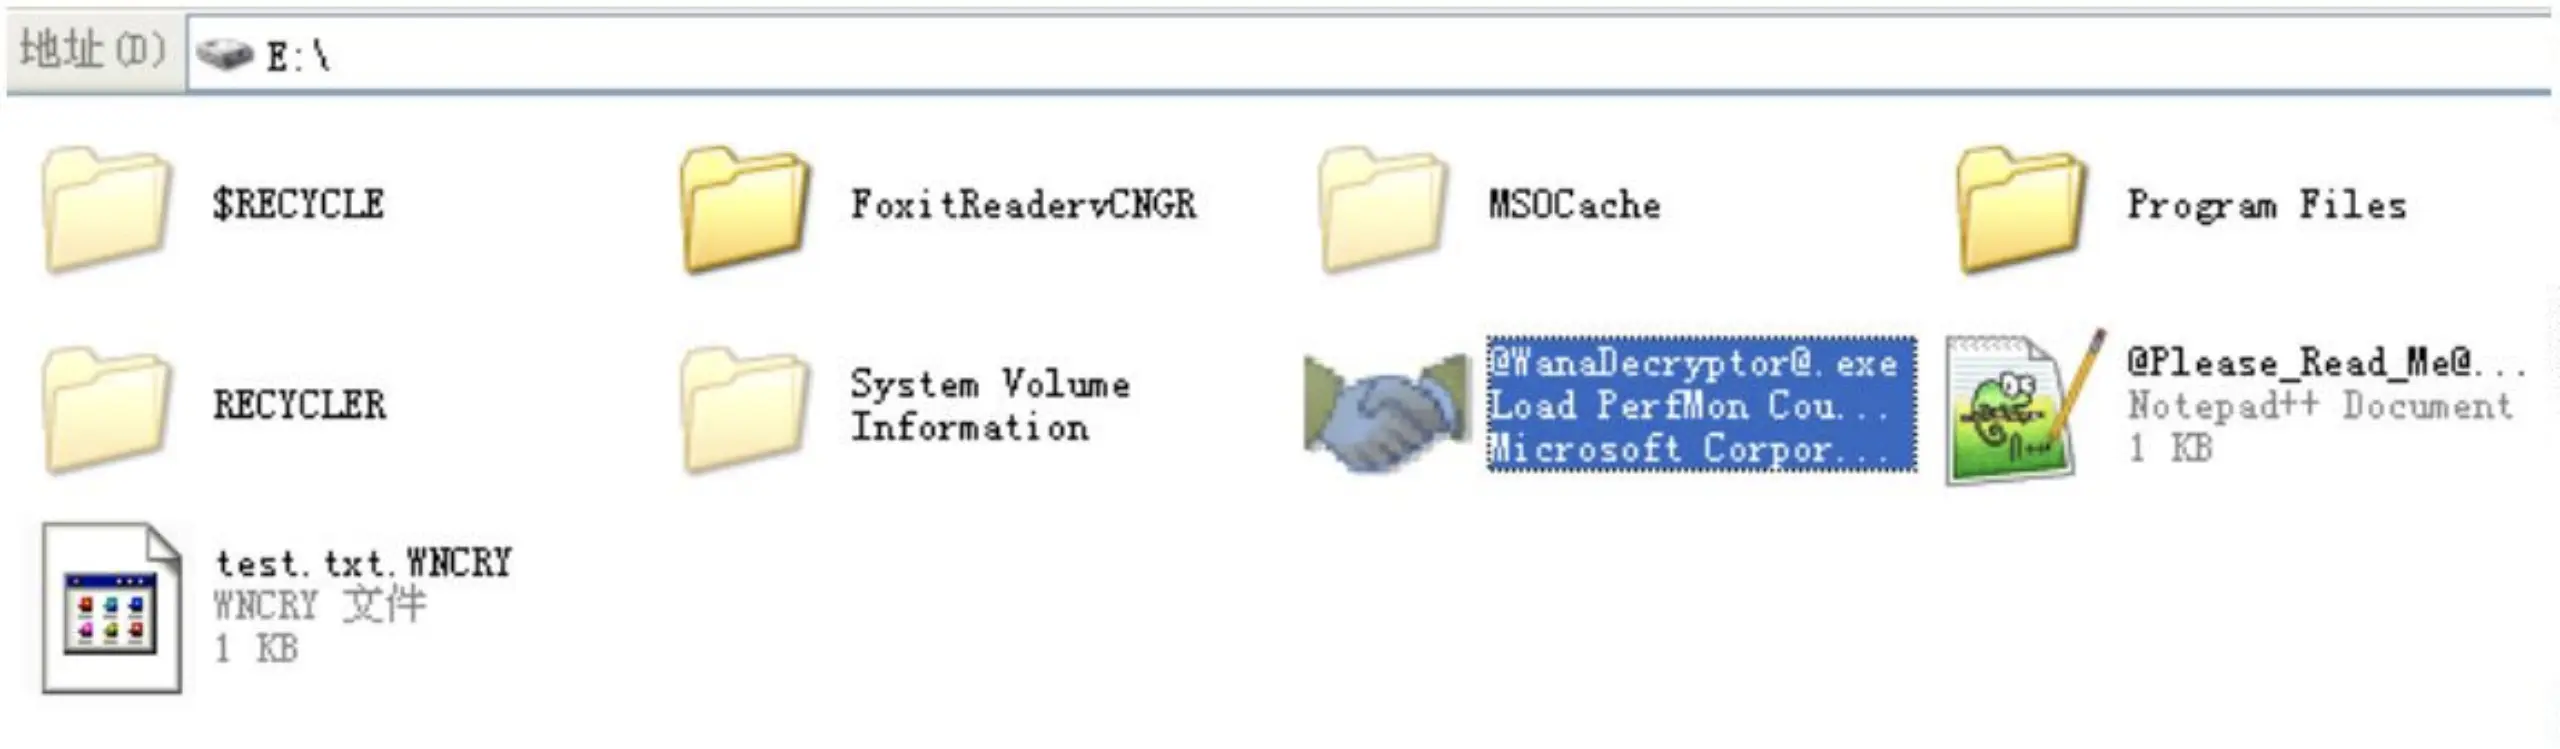 地址(D) E:\
$RECYCLE
FoxitReadervCNGR
MSOCache
Program Files
RECYCLER
System Volume
Information
@WanaDecryptor@.exe
Load PerfMon Cou...
Microsoft Corpor...
@Please_Read_Me@...
Notepad++ Document
1 KB
test.txt.WNCRY
WNCRY 文件
1 KB